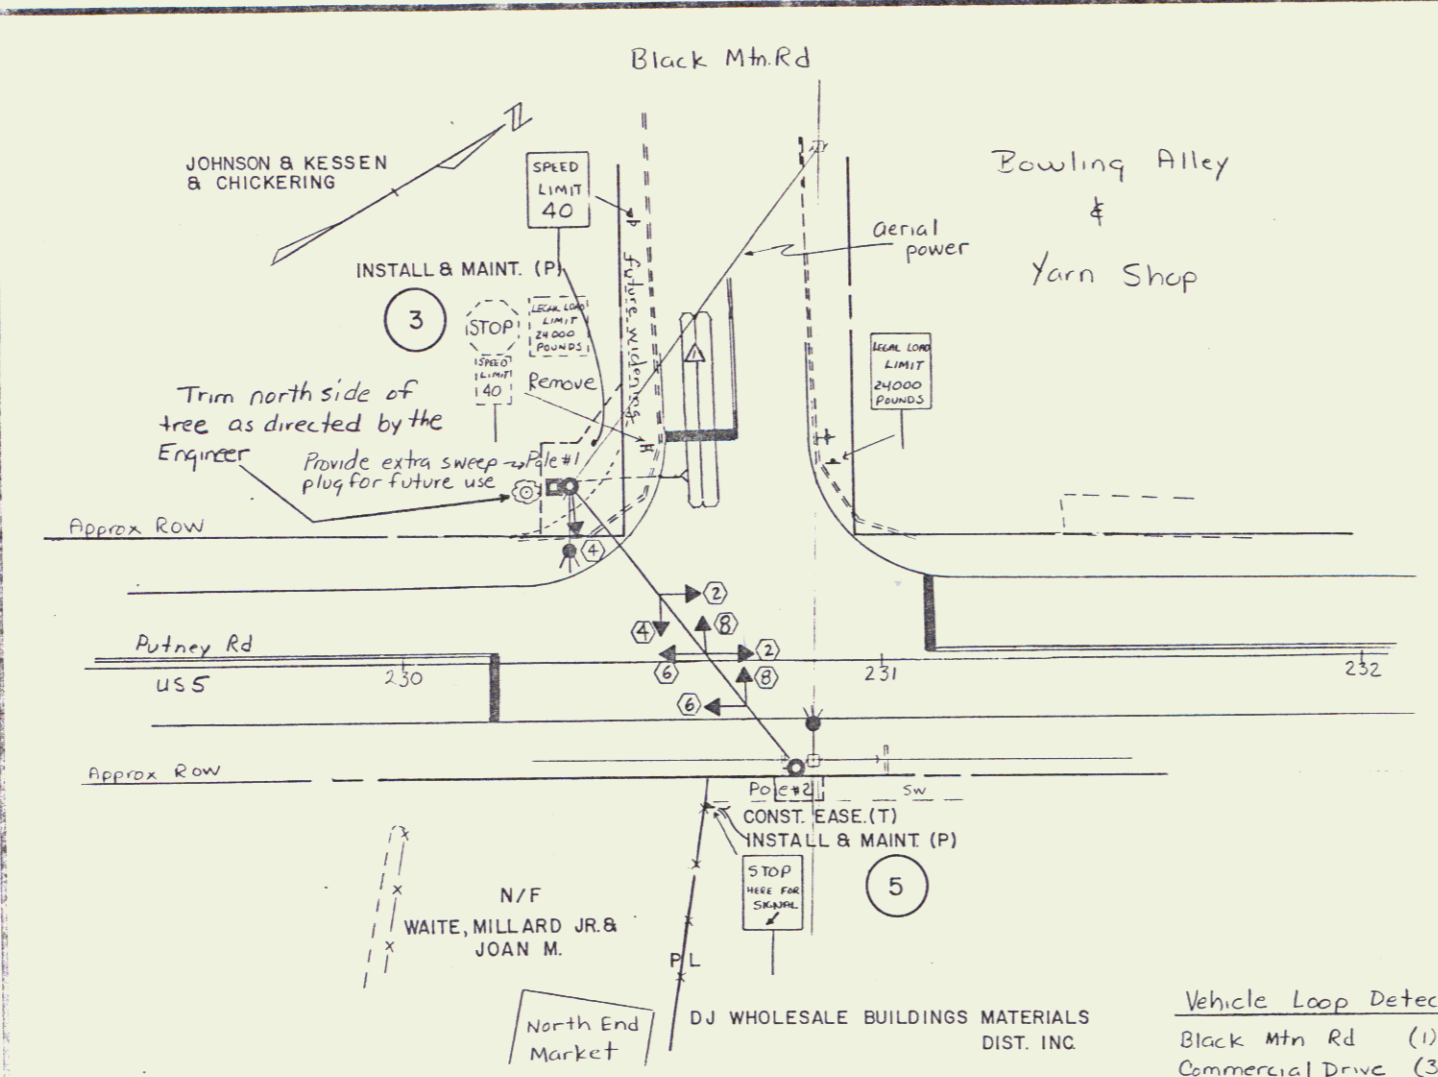 Black Mtn. Rd
JOHNSON & KESSEN
& CHICKERING
N
SPEED
LIMIT
40
Bowling Alley
&
Yarn Shop
aerial
power
INSTALL & MAINT. (P)
3
STOP
LEGAL LOAD
LIMIT
24000
POUNDS
SPEED
LIMIT
40
Remove
future widening
1
LEGAL LOAD
LIMIT
24000
POUNDS
Trim north side of
tree as directed by the
Engineer
Provide extra sweep
plug for future use
Pole #1
Approx ROW
4
2
4
8
6
2
8
6
Putney Rd
US 5
230
231
232
Approx ROW
Pole #2
SW
CONST. EASE. (T)
INSTALL & MAINT. (P)
5
STOP
HERE FOR
SIGNAL
N/F
WAITE, MILLARD JR. &
JOAN M.
PL
North End
Market
DJ WHOLESALE BUILDINGS MATERIALS
DIST. INC.
Vehicle Loop Detec
Black Mtn Rd (1)
Commercial Drive (3